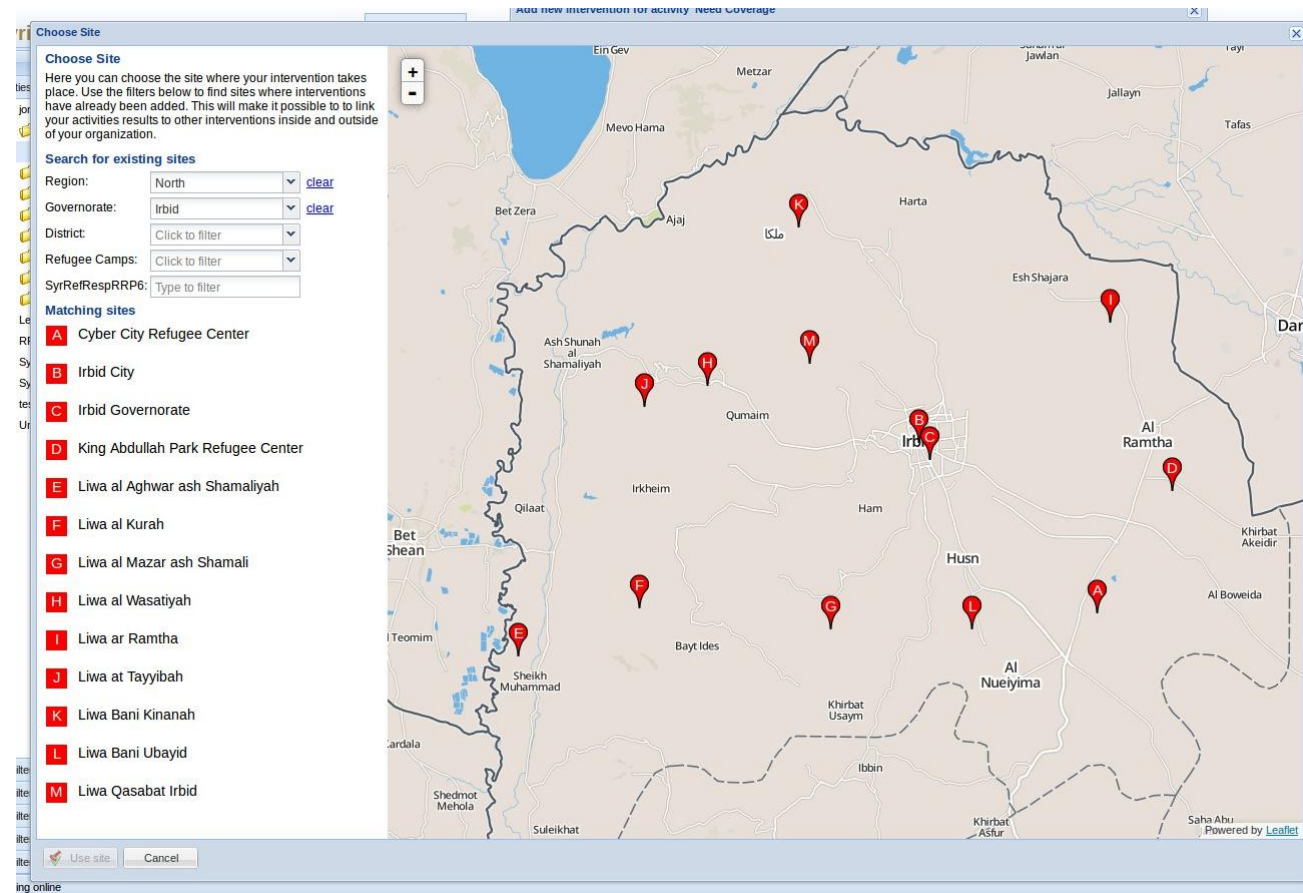 Add new intervention for activity 'Need Coverage'
Choose Site
Choose Site
Here you can choose the site where your intervention takes
place. Use the filters below to find sites where interventions
have already been added. This will make it possible to to link
your activities results to other interventions inside and outside
of your organization.
Search for existing sites
Region: North clear
Governorate: Irbid clear
District: Click to filter
Refugee Camps: Click to filter
SyrRefRespRRP6: Type to filter
Matching sites
A Cyber City Refugee Center
B Irbid City
C Irbid Governorate
D King Abdullah Park Refugee Center
E Liwa al Aghwar ash Shamaliyah
F Liwa al Kurah
G Liwa al Mazar ash Shamali
H Liwa al Wasatiyah
I Liwa ar Ramtha
J Liwa at Tayyibah
K Liwa Bani Kinanah
L Liwa Bani Ubayid
M Liwa Qasabat Irbid
Use site Cancel
ing online
+
-
Ein Gev
Metzar
Jawlan
Jallayn
Tafas
Mevo Hama
Bet Zera
Ajaj
K
ملكا
Harta
Esh Shajara
I
Dar
Ash Shunah
al
Shamaliyah
M
H
J
Qumaim
B
C
Al
Ramtha
D
Irkheim
Qilaat
Ham
Bet
Shean
Khirbat
Akeidir
Husn
F
G
L
A
Al Boweida
Teomim
E
Bayt Ides
Sheikh
Muhammad
Al
Nueiyima
Khirbat
Usaym
ardala
Ibbin
Shedmot
Mehola
Suleikhat
Khirbat
Asfur
Saha Abu
Powered by Leaflet